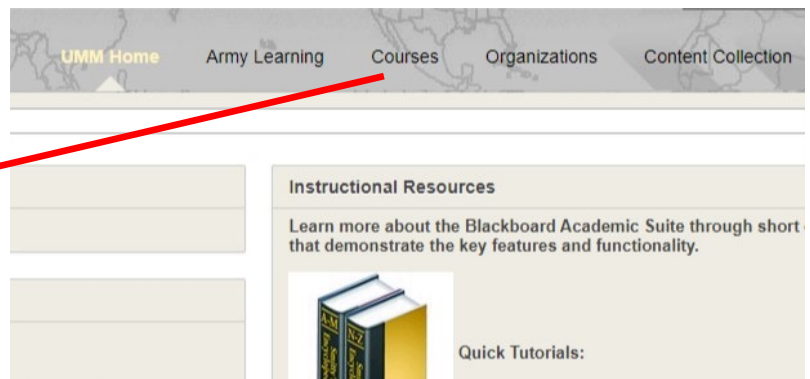 UMM Home Army Learning Courses Organizations Content Collection
Instructional Resources
Learn more about the Blackboard Academic Suite through short
that demonstrate the key features and functionality.
A-M N-Z
Quick Tutorials: